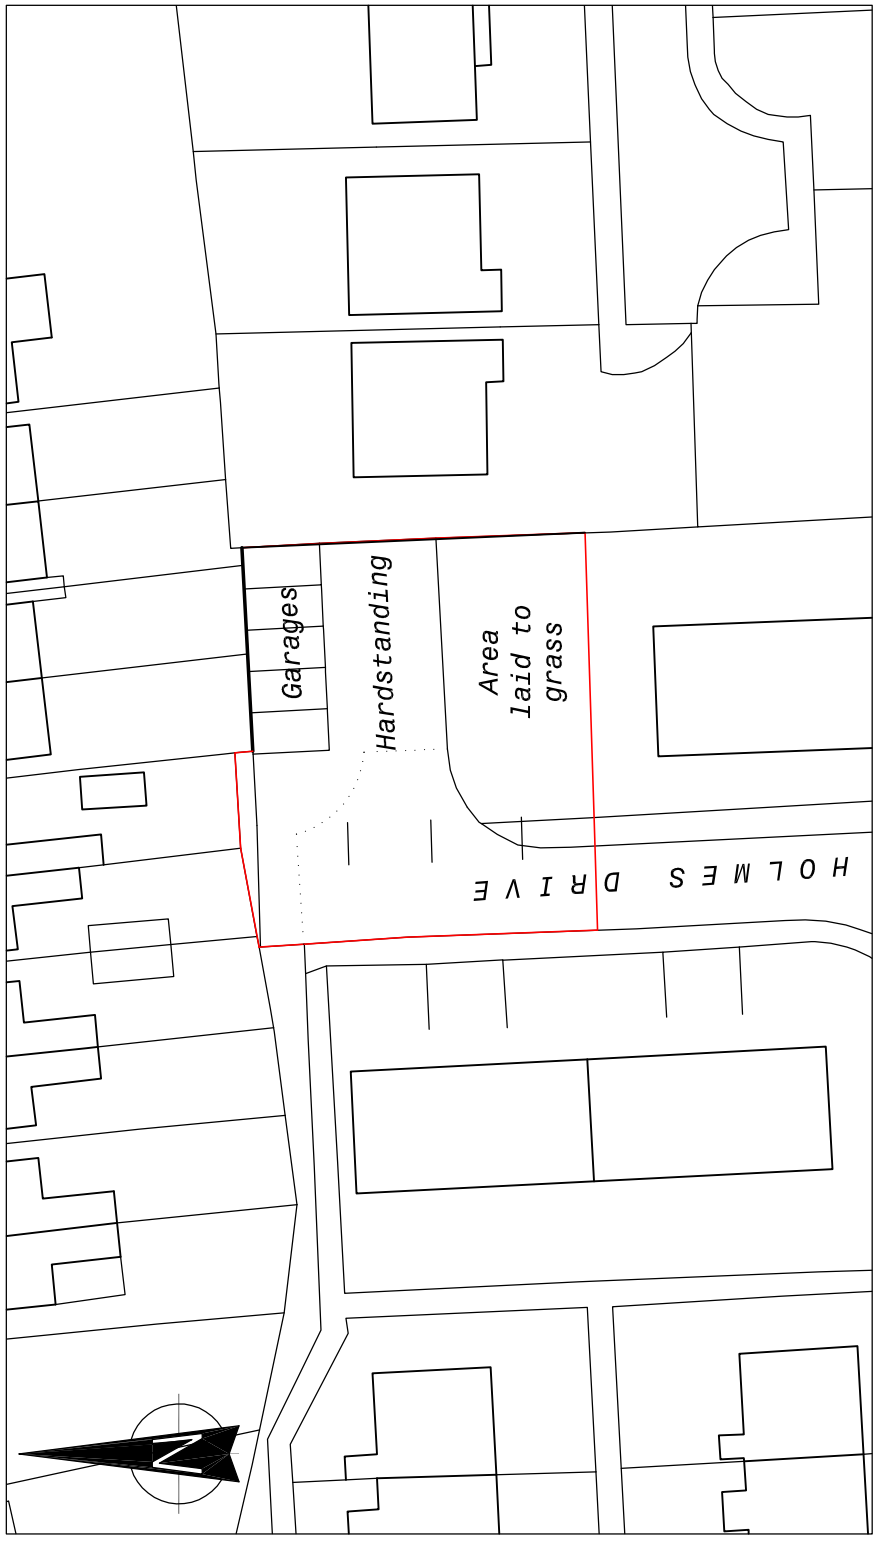 Garages
Hardstanding
Area
laid to
grass
HOLMES DRIVE
N